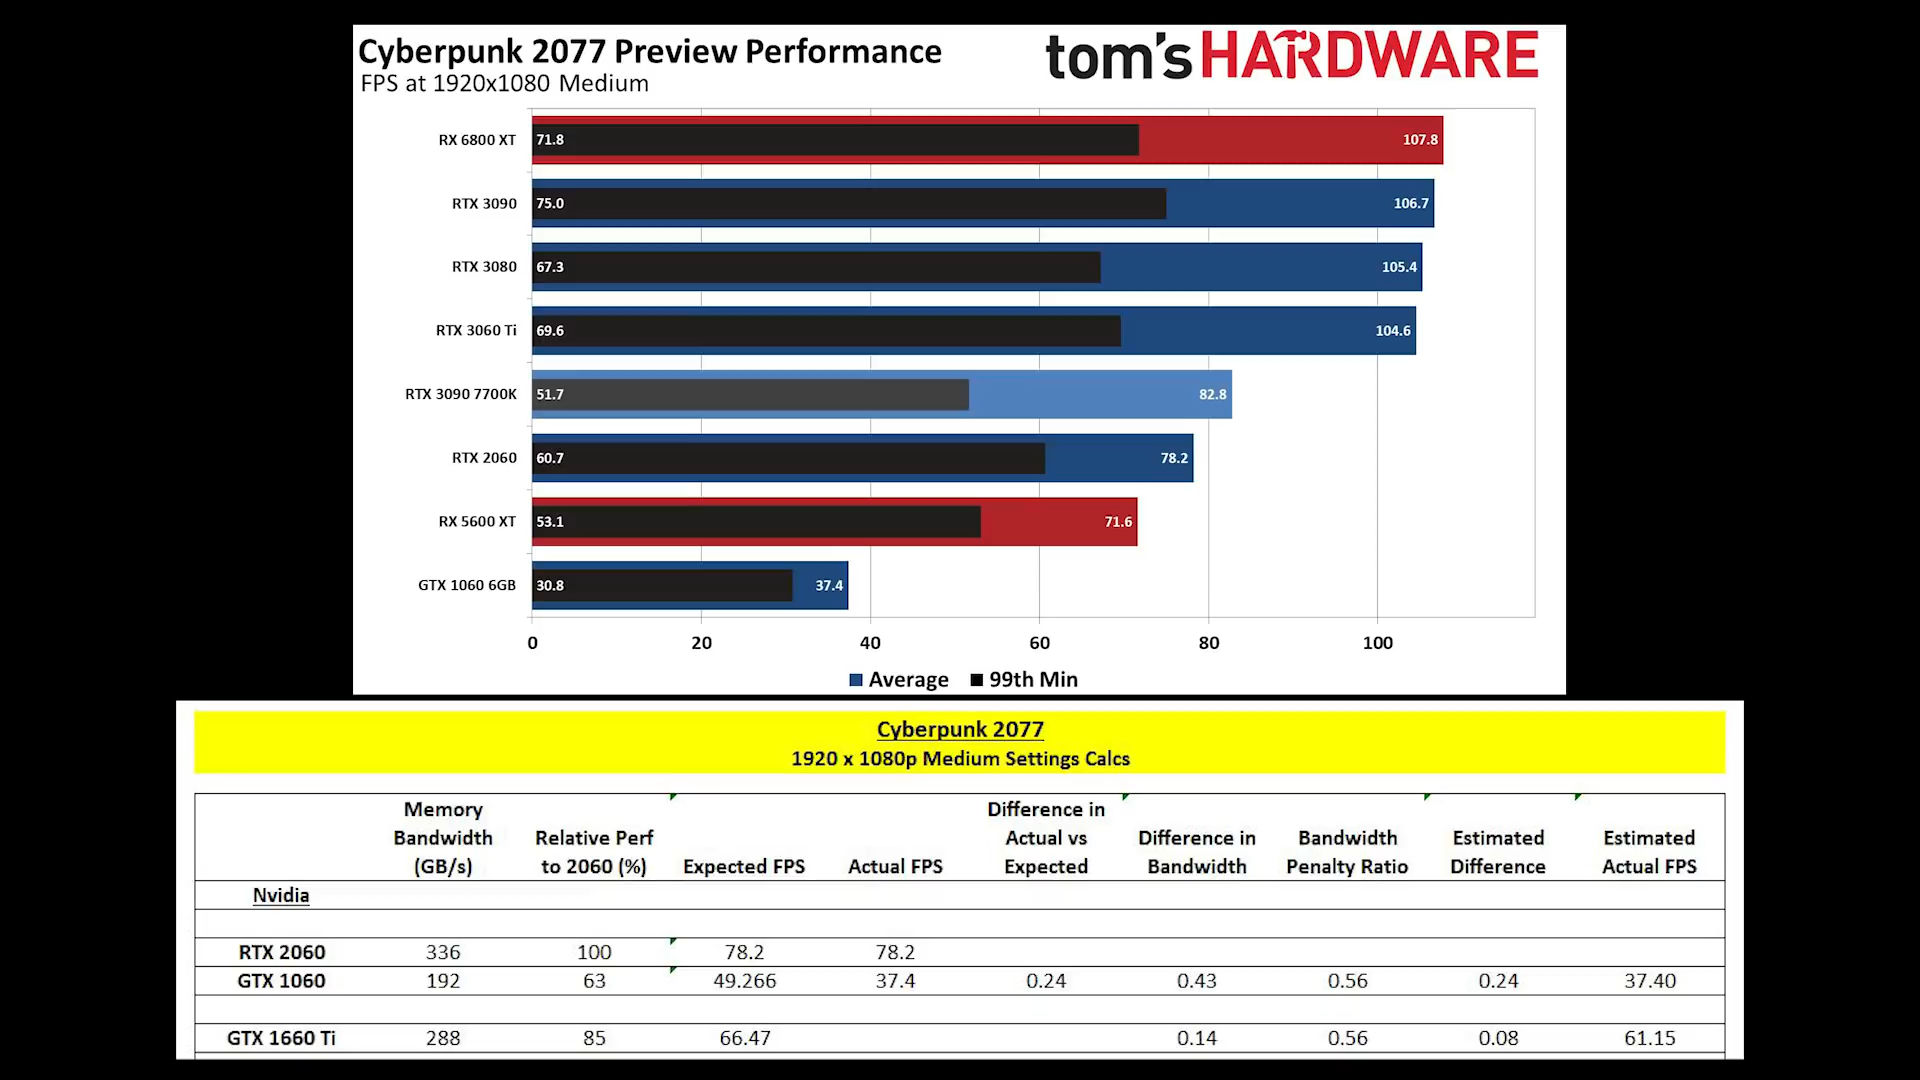 Cyberpunk 2077 Preview Performance
FPS at 1920x1080 Medium
tom's HARDWARE
RX 6800 XT 71.8 107.8
RTX 3090 75.0 106.7
RTX 3080 67.3 105.4
RTX 3060 Ti 69.6 104.6
RTX 3090 7700K 51.7 82.8
RTX 2060 60.7 78.2
RX 5600 XT 53.1 71.6
GTX 1060 6GB 30.8 37.4
0 20 40 60 80 100
Average 99th Min
Cyberpunk 2077
1920 x 1080p Medium Settings Calcs
Memory Difference in
Bandwidth Relative Perf Actual vs Difference in Bandwidth Estimated Estimated
(GB/s) to 2060 (%) Expected FPS Actual FPS Expected Bandwidth Penalty Ratio Difference Actual FPS
Nvidia
RTX 2060 336 100 78.2 78.2
GTX 1060 192 63 49.266 37.4 0.24 0.43 0.56 0.24 37.40
GTX 1660 Ti 288 85 66.47 0.14 0.56 0.08 61.15